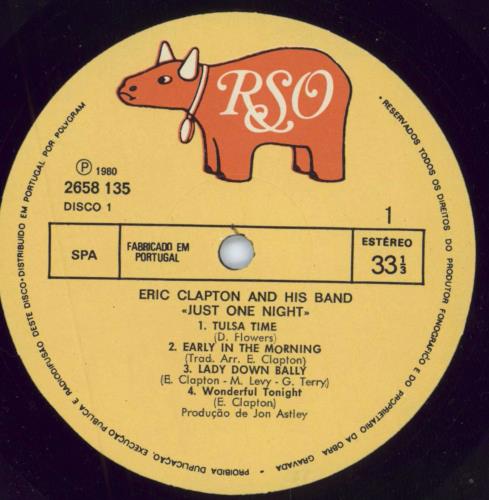 RSO
℗ 1980
2658 135
DISCO 1
1
SPA
FABRICADO EM
PORTUGAL
ESTÉREO
33 1/3
ERIC CLAPTON AND HIS BAND
«JUST ONE NIGHT»
1. TULSA TIME
(D. Flowers)
2. EARLY IN THE MORNING
(Trad. Arr. E. Clapton)
3. LADY DOWN BALLY
(E. Clapton - M. Levy - G. Terry)
4. Wonderful Tonight
(E. Clapton)
Produção de Jon Astley
• RESERVADOS TODOS OS DIREITOS DO PRODUTOR FONOGRÁFICO E DO PROPRIETÁRIO DA OBRA GRAVADA • PROIBIDA DUPLICAÇÃO, EXECUÇÃO PÚBLICA E RADIODIFUSÃO DESTE DISCO • DISTRIBUIDO EM PORTUGAL POR POLYGRAM